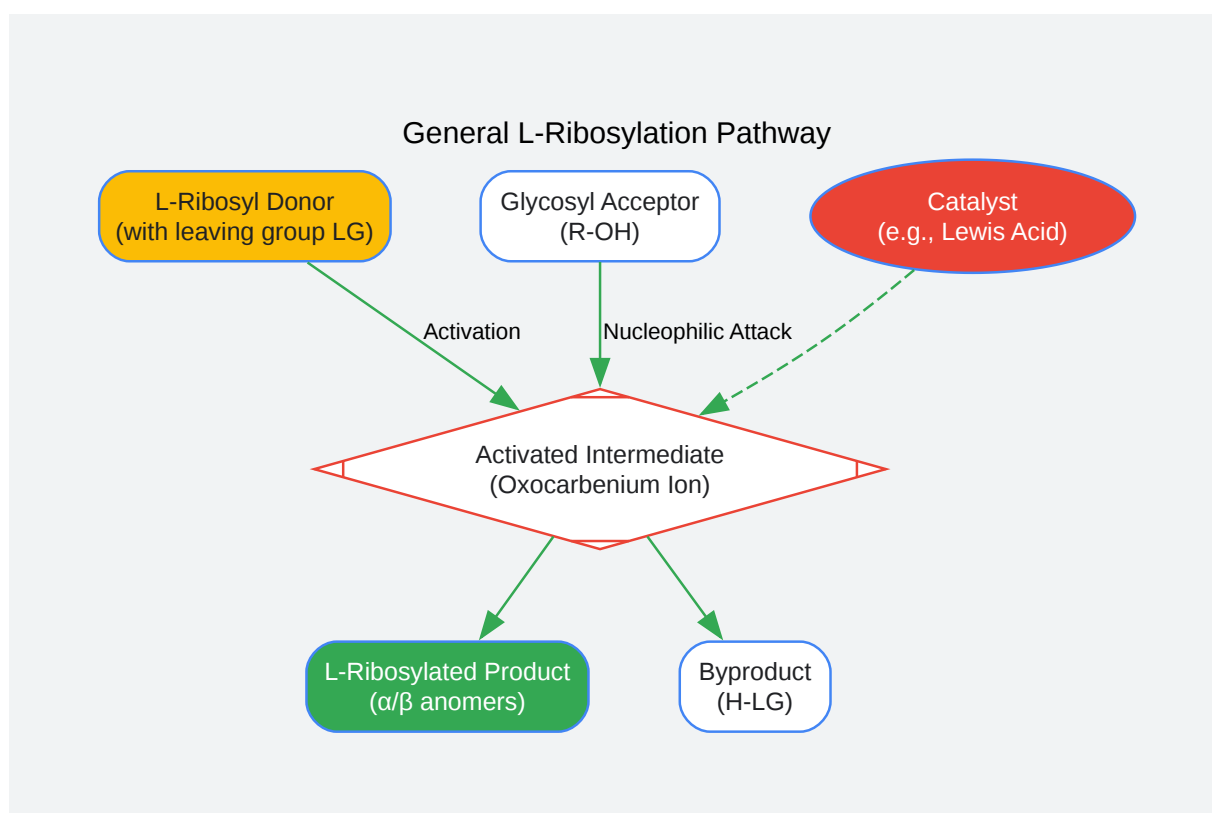 General L-Ribosylation Pathway
L-Ribosyl Donor
(with leaving group LG)
Glycosyl Acceptor
(R-OH)
Catalyst
(e.g., Lewis Acid)
Activation
Nucleophilic Attack
Activated Intermediate
(Oxocarbenium Ion)
L-Ribosylated Product
(α/β anomers)
Byproduct
(H-LG)